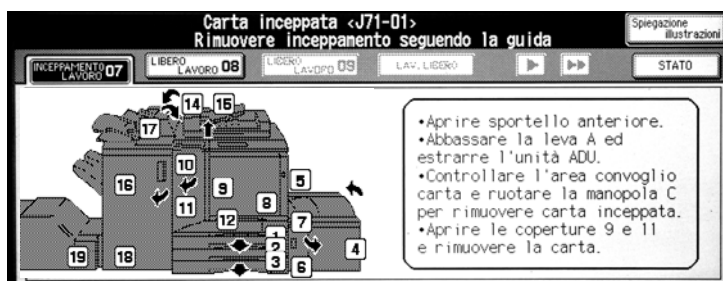 Carta inceppata <J71-01>
Rimuovere inceppamento seguendo la guida
Spiegazione
illustrazioni
INCEPPAMENTO
LAVORO 07
LIBERO
LAVORO 08
LIBERO
LAVORO 09
LAV.LIBERO
STATO
14 15
17
10
16
9
5
11
8
12
7
1
2
4
3
19 18
6
•Aprire sportello anteriore.
•Abbassare la leva A ed
estrarre l'unità ADU.
•Controllare l'area convoglio
carta e ruotare la manopola C
per rimuovere carta inceppata.
•Aprire le coperture 9 e 11
e rimuovere la carta.